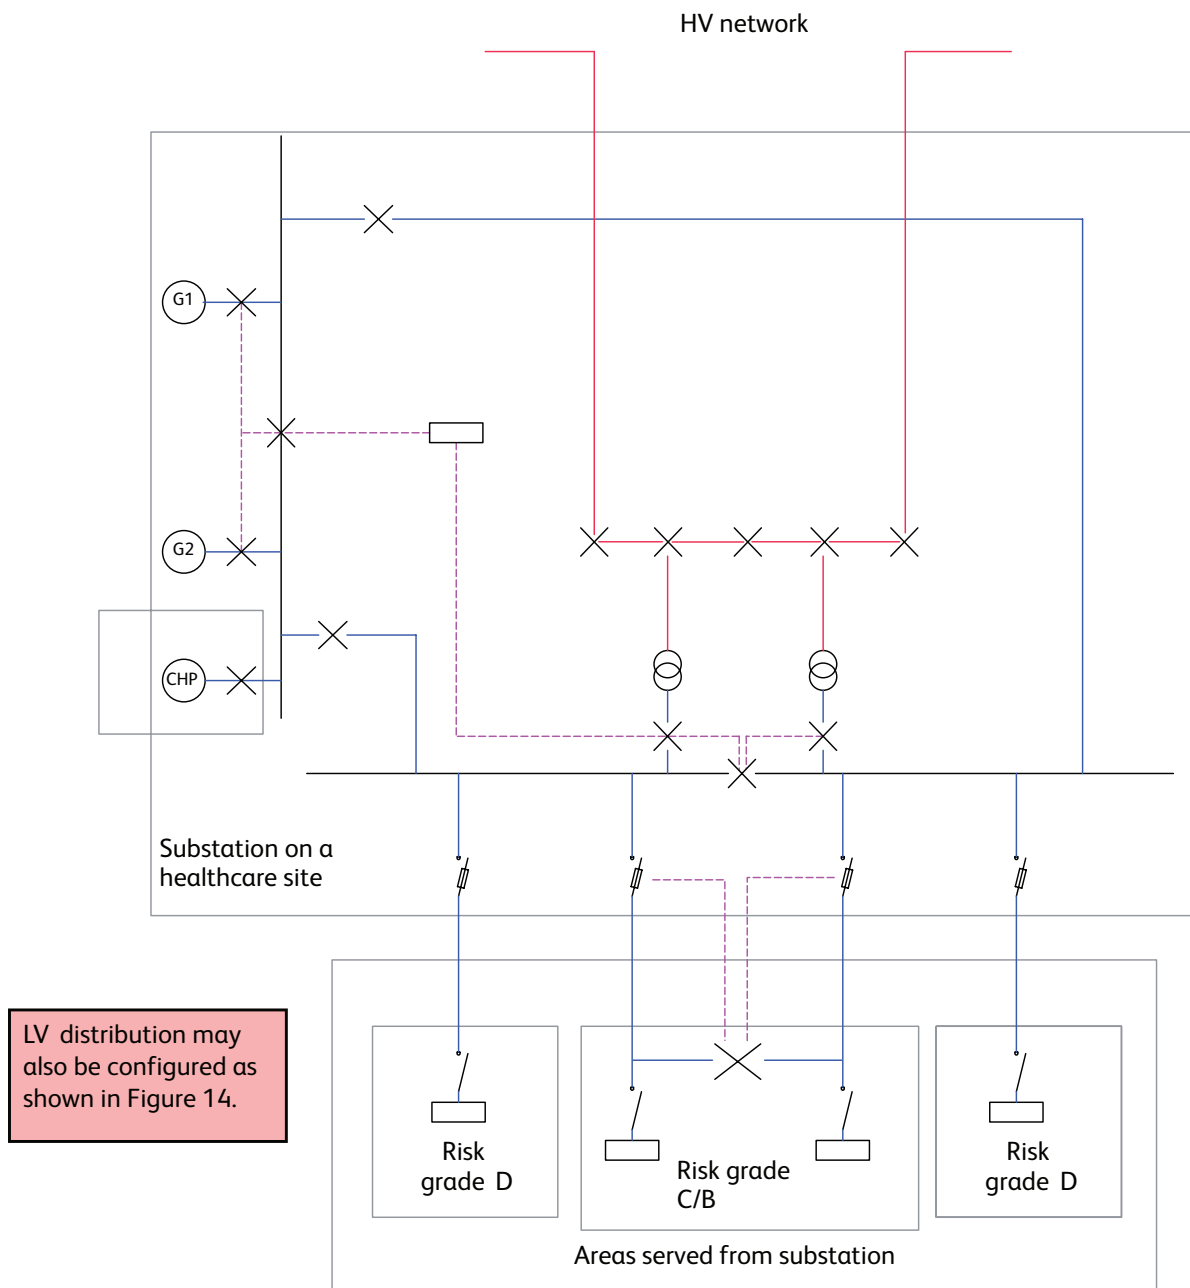 HV network
G1
G2
CHP
Substation on a
healthcare site
LV distribution may
also be configured as
shown in Figure 14.
Risk
grade D
Risk grade
C/B
Risk
grade D
Areas served from substation